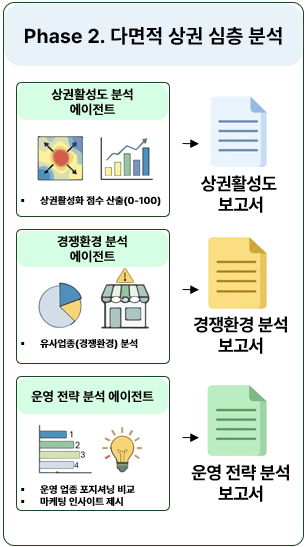 Phase 2. 다면적 상권 심층 분석
상권활성도 분석
에이전트
▪ 상권활성화 점수 산출(0-100)
상권활성도
보고서
경쟁환경 분석
에이전트
▪ 유사업종(경쟁환경) 분석
경쟁환경 분석
보고서
운영 전략 분석 에이전트
1
2
3
4
▪ 운영 업종 포지셔닝 비교
▪ 마케팅 인사이트 제시
운영 전략 분석
보고서